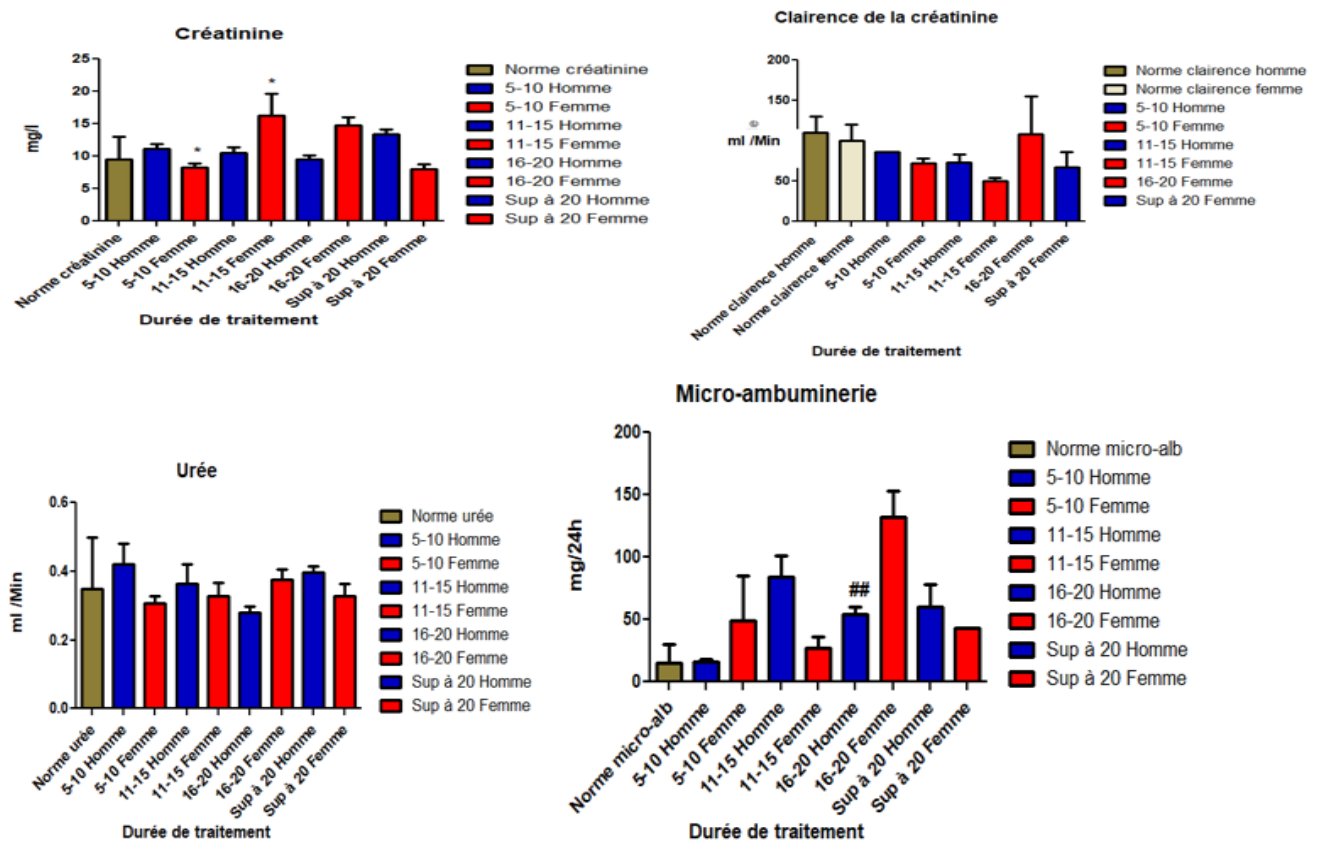 Créatinine
25
20
15
10
5
0
mg/l
*
*
Norme créatinine
5-10 Homme
5-10 Femme
11-15 Homme
11-15 Femme
16-20 Homme
16-20 Femme
Sup à 20 Homme
Sup à 20 Femme
Durée de traitement
Norme créatinine
5-10 Homme
5-10 Femme
11-15 Homme
11-15 Femme
16-20 Homme
16-20 Femme
Sup à 20 Homme
Sup à 20 Femme
Clairence de la créatinine
200
150
50
0
©
ml /Min
Norme clairence homme
Norme clairence femme
5-10 Homme
5-10 Femme
11-15 Homme
11-15 Femme
16-20 Femme
Sup à 20 Femme
Durée de traitement
Norme clairence homme
Norme clairence femme
5-10 Homme
5-10 Femme
11-15 Homme
11-15 Femme
16-20 Femme
Sup à 20 Femme
Urée
0.6
0.4
0.2
0.0
ml /Min
Norme urée
5-10 Homme
5-10 Femme
11-15 Homme
11-15 Femme
16-20 Homme
16-20 Femme
Sup à 20 Homme
Sup à 20 Femme
Durée de traitement
Norme urée
5-10 Homme
5-10 Femme
11-15 Homme
11-15 Femme
16-20 Homme
16-20 Femme
Sup à 20 Homme
Sup à 20 Femme
Micro-ambuminerie
200
150
100
50
0
mg/24h
##
Norme micro-alb
5-10 Homme
5-10 Femme
11-15 Homme
11-15 Femme
16-20 Homme
16-20 Femme
Sup à 20 Homme
Sup à 20 Femme
Durée de traitement
Norme micro-alb
5-10 Homme
5-10 Femme
11-15 Homme
11-15 Femme
16-20 Homme
16-20 Femme
Sup à 20 Homme
Sup à 20 Femme